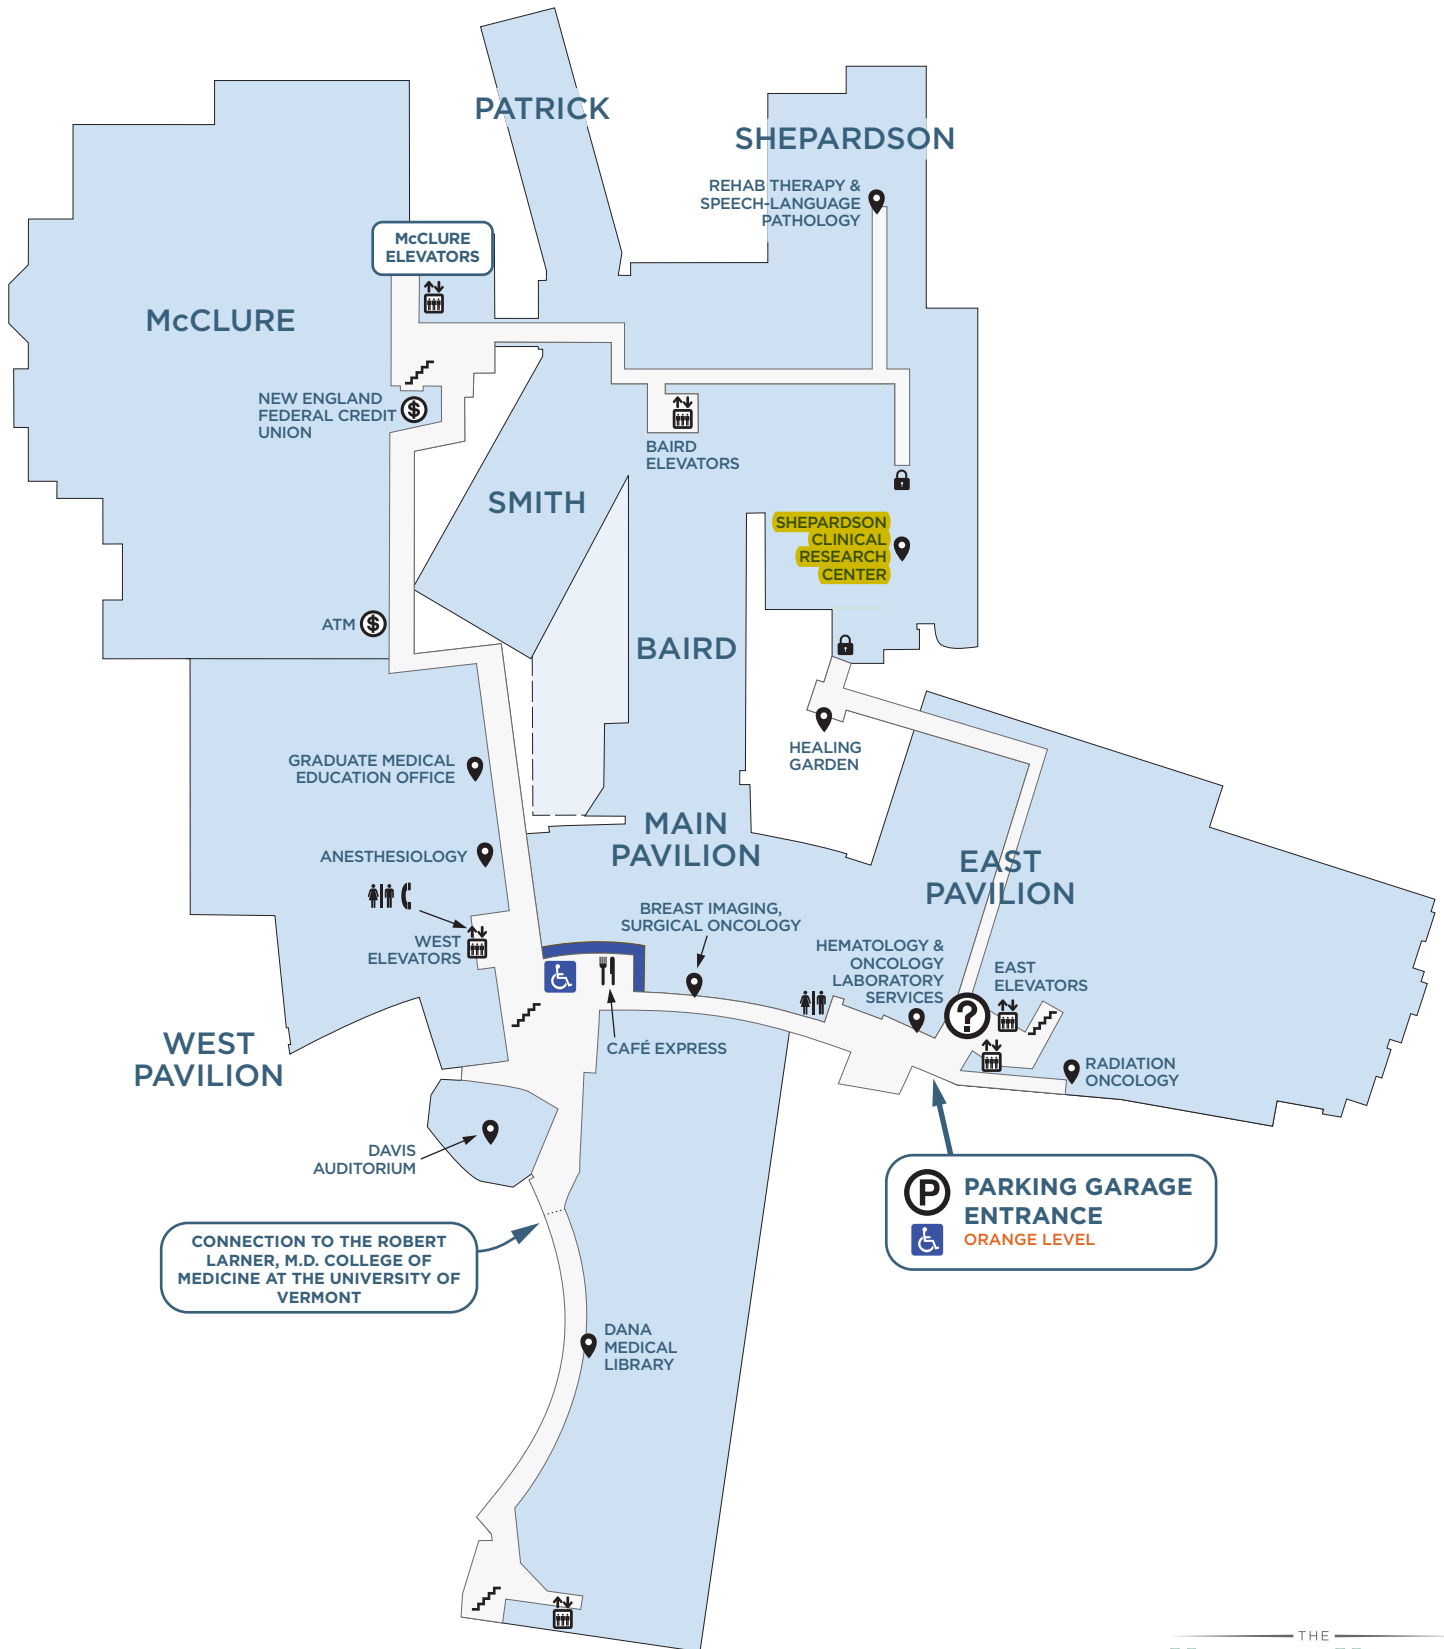 PATRICK
SHEPARDSON
REHAB THERAPY &
SPEECH-LANGUAGE
PATHOLOGY
McCLURE
ELEVATORS
McCLURE
NEW ENGLAND
FEDERAL CREDIT
UNION
BAIRD
ELEVATORS
SMITH
SHEPARDSON
CLINICAL
RESEARCH
CENTER
ATM
BAIRD
HEALING
GARDEN
GRADUATE MEDICAL
EDUCATION OFFICE
MAIN
PAVILION
ANESTHESIOLOGY
EAST
PAVILION
BREAST IMAGING,
SURGICAL ONCOLOGY
WEST
ELEVATORS
HEMATOLOGY &
ONCOLOGY
LABORATORY
SERVICES
EAST
ELEVATORS
?
WEST
PAVILION
CAFÉ EXPRESS
RADIATION
ONCOLOGY
DAVIS
AUDITORIUM
P
PARKING GARAGE
ENTRANCE
ORANGE LEVEL
CONNECTION TO THE ROBERT
LARNER, M.D. COLLEGE OF
MEDICINE AT THE UNIVERSITY OF
VERMONT
DANA
MEDICAL
LIBRARY
THE